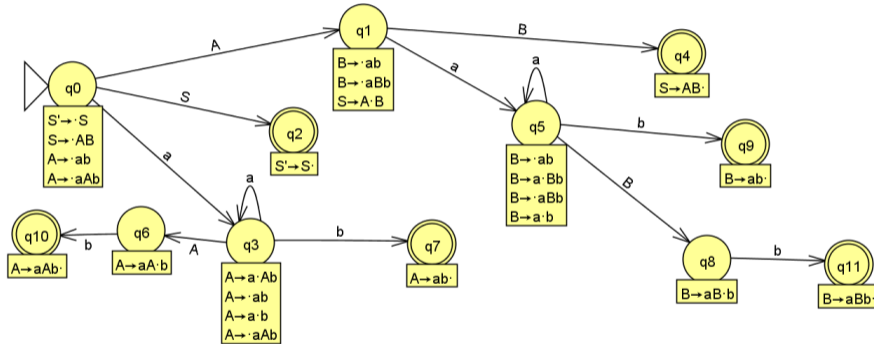 q0
S'→·S
S→·AB
A→·ab
A→·aAb
A
S
a
q1
B→·ab
B→·aBb
S→A·B
B
a
q4
S→AB·
q2
S'→S·
a
q5
B→·ab
B→a·Bb
B→·aBb
B→a·b
b
B
q9
B→ab·
q10
A→aAb·
b
q6
A→aA·b
A
a
q3
A→a·Ab
A→·ab
A→a·b
A→·aAb
b
q7
A→ab·
q8
B→aB·b
b
q11
B→aBb·